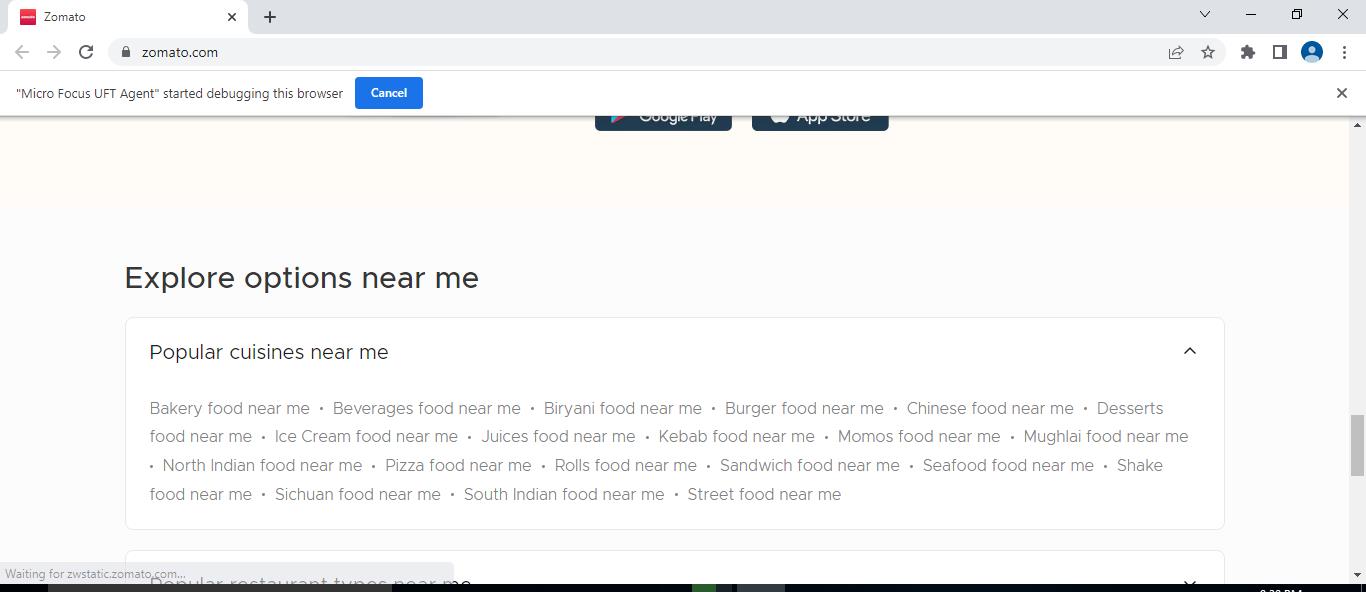 Zomato
zomato.com
"Micro Focus UFT Agent" started debugging this browser Cancel
Google Play App Store
Explore options near me
Popular cuisines near me
Bakery food near me • Beverages food near me • Biryani food near me • Burger food near me • Chinese food near me • Desserts
food near me • Ice Cream food near me • Juices food near me • Kebab food near me • Momos food near me • Mughlai food near me
• North Indian food near me • Pizza food near me • Rolls food near me • Sandwich food near me • Seafood food near me • Shake
food near me • Sichuan food near me • South Indian food near me • Street food near me
Waiting for zwstatic.zomato.com...
Popular restaurant types near me